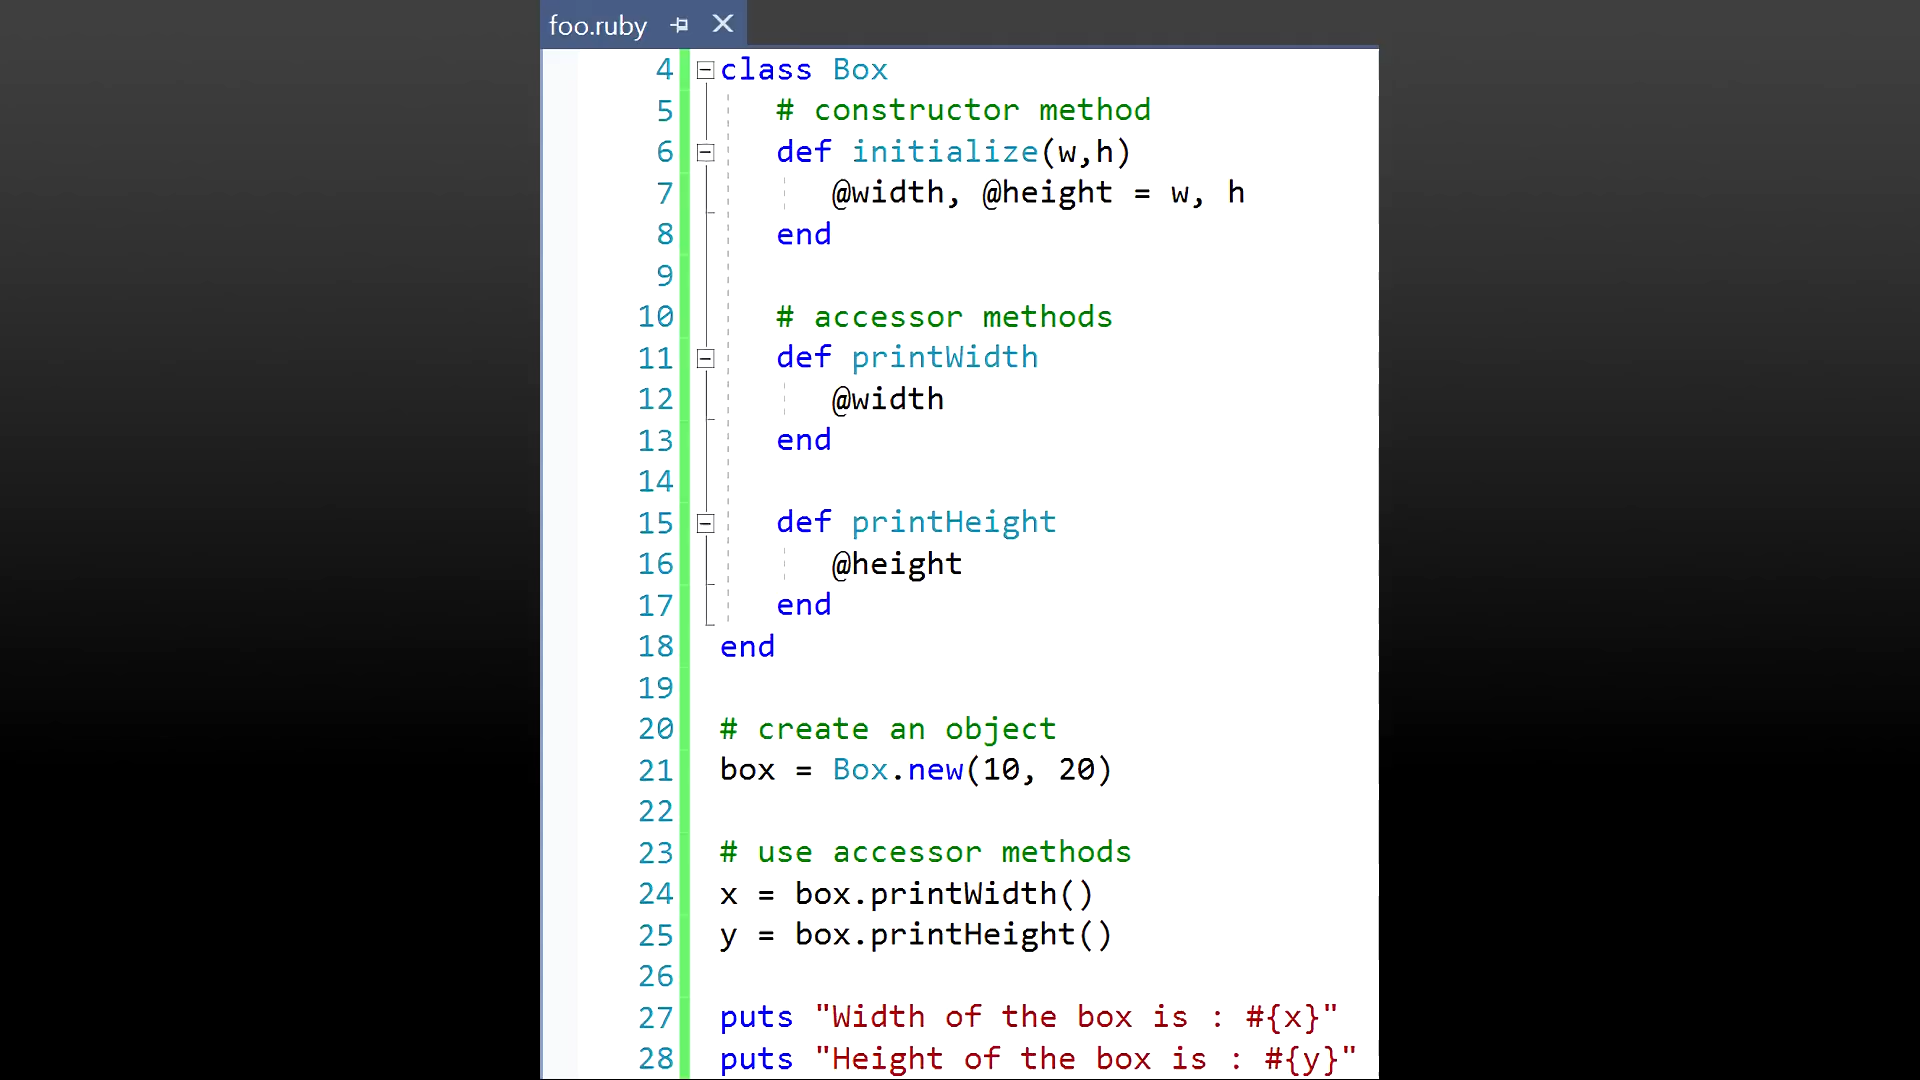 foo.ruby
4 class Box
5 # constructor method
6 def initialize(w,h)
7 @width, @height = w, h
8 end
9
10 # accessor methods
11 def printWidth
12 @width
13 end
14
15 def printHeight
16 @height
17 end
18 end
19
20 # create an object
21 box = Box.new(10, 20)
22
23 # use accessor methods
24 x = box.printWidth()
25 y = box.printHeight()
26
27 puts "Width of the box is : #{x}"
28 puts "Height of the box is : #{y}"